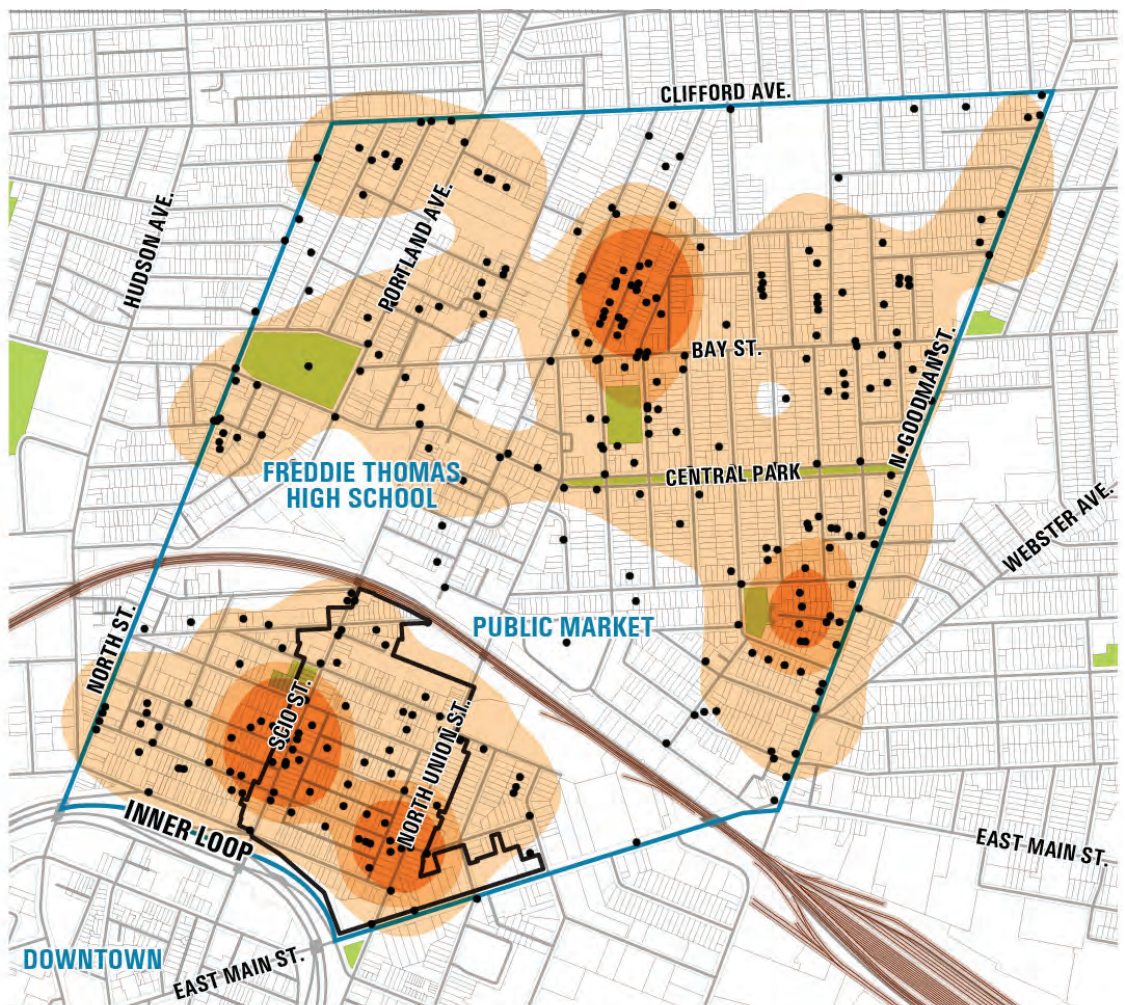 CLIFFORD AVE.
HUDSON AVE.
PORTLAND AVE.
BAY ST.
N. GOODMAN ST.
FREDDIE THOMAS
HIGH SCHOOL
CENTRAL PARK
WEBSTER AVE.
NORTH ST.
PUBLIC MARKET
SCIO ST.
NORTH UNION ST.
INNER LOOP
EAST MAIN ST.
DOWNTOWN
EAST MAIN ST.